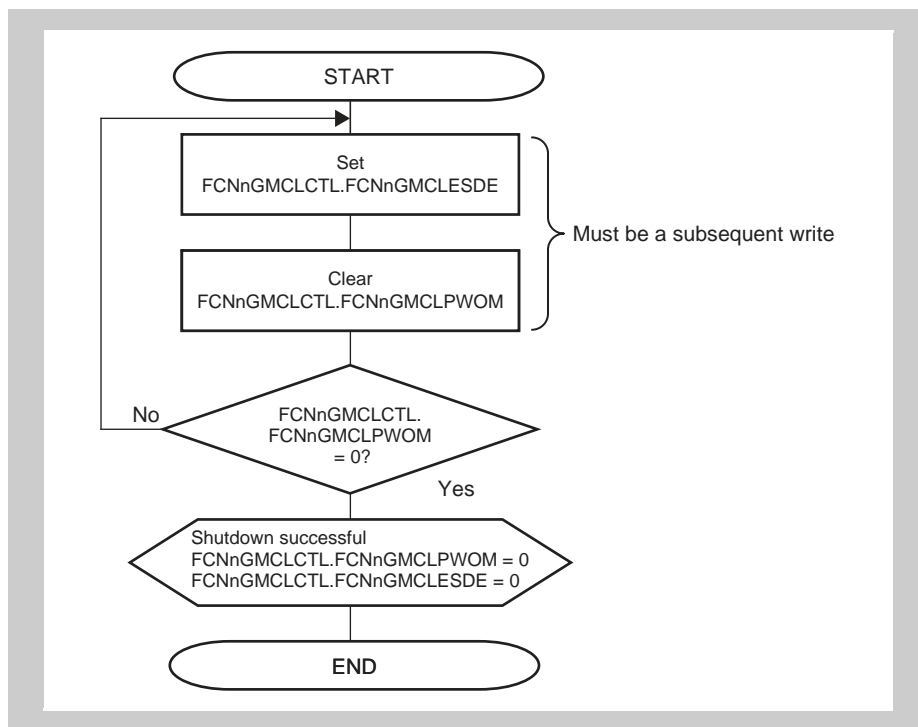 START
Set
FCNnGMCLCTL.FCNnGMCLESDE
Must be a subsequent write
Clear
FCNnGMCLCTL.FCNnGMCLPWOM
No
FCNnGMCLCTL.
FCNnGMCLPWOM
= 0?
Yes
Shutdown successful
FCNnGMCLCTL.FCNnGMCLPWOM = 0
FCNnGMCLCTL.FCNnGMCLESDE = 0
END